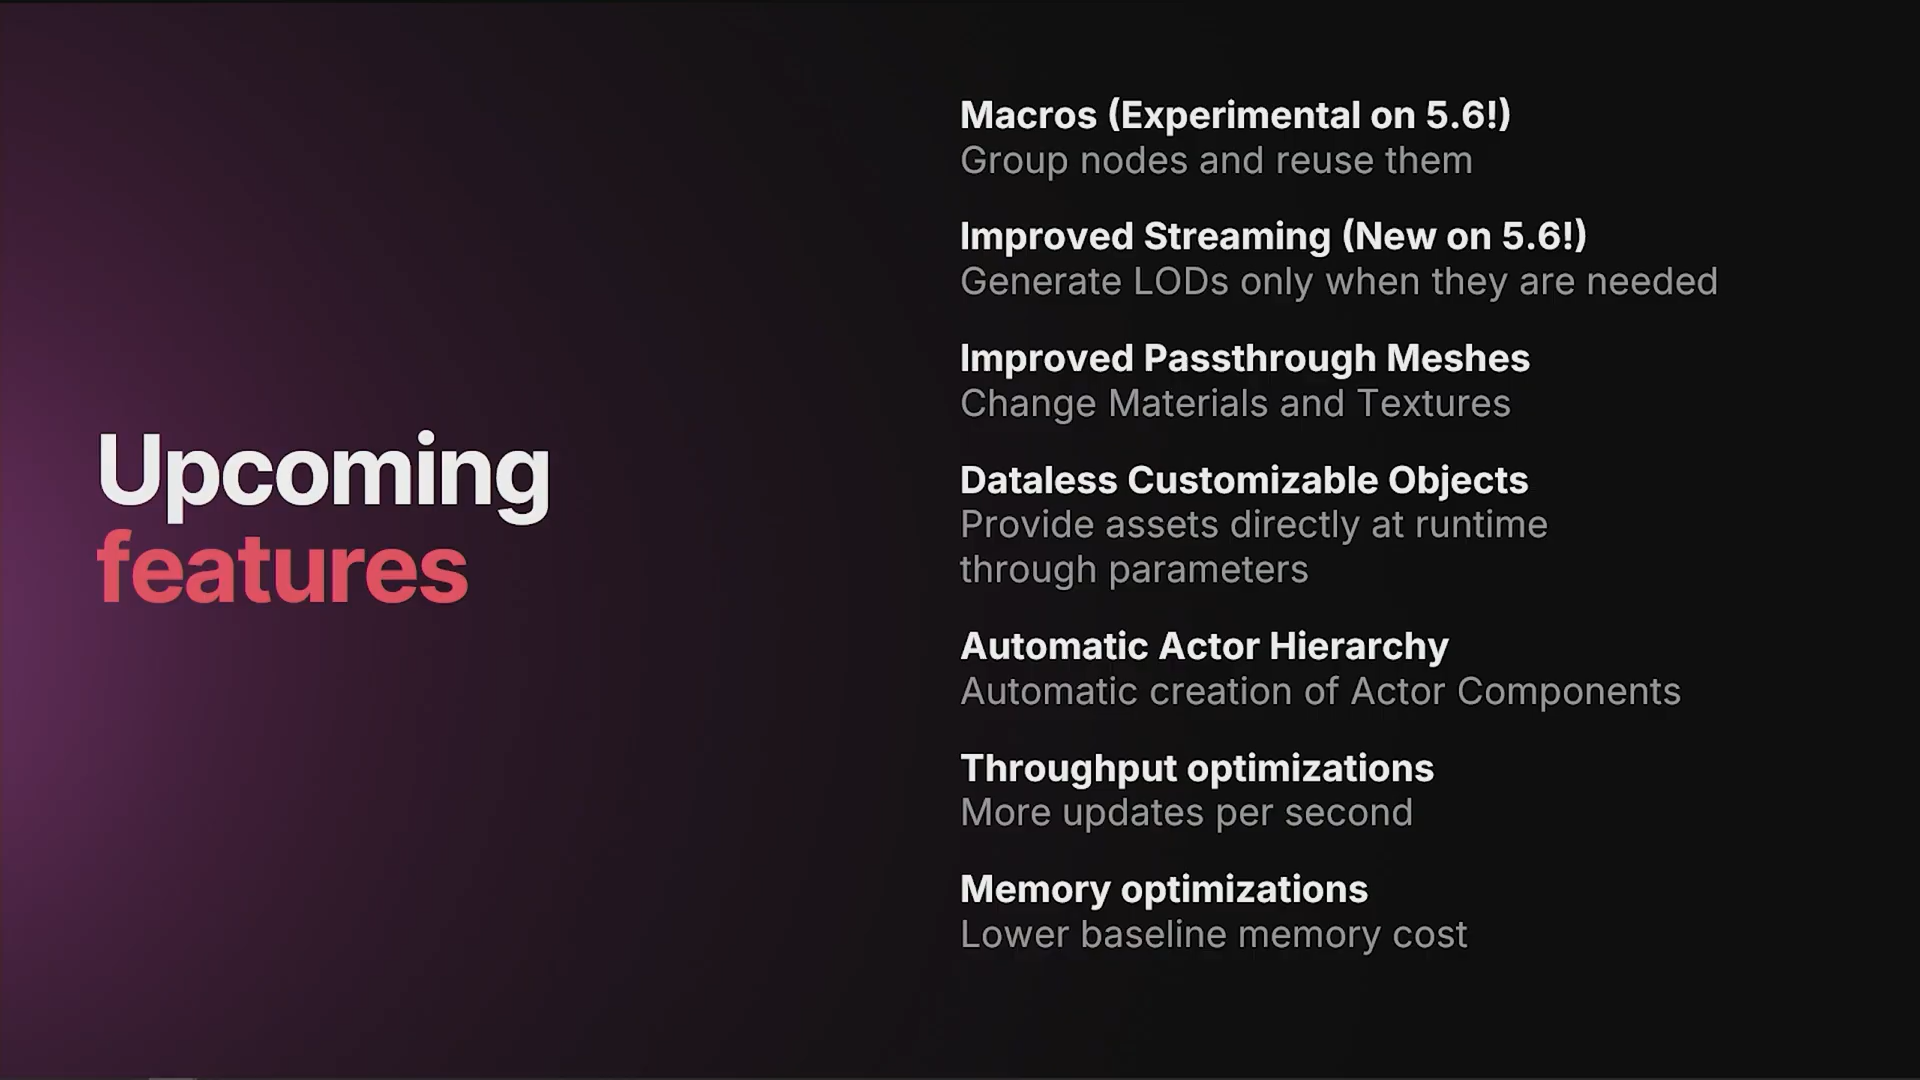 Upcoming
features
Macros (Experimental on 5.6!)
Group nodes and reuse them
Improved Streaming (New on 5.6!)
Generate LODs only when they are needed
Improved Passthrough Meshes
Change Materials and Textures
Dataless Customizable Objects
Provide assets directly at runtime
through parameters
Automatic Actor Hierarchy
Automatic creation of Actor Components
Throughput optimizations
More updates per second
Memory optimizations
Lower baseline memory cost